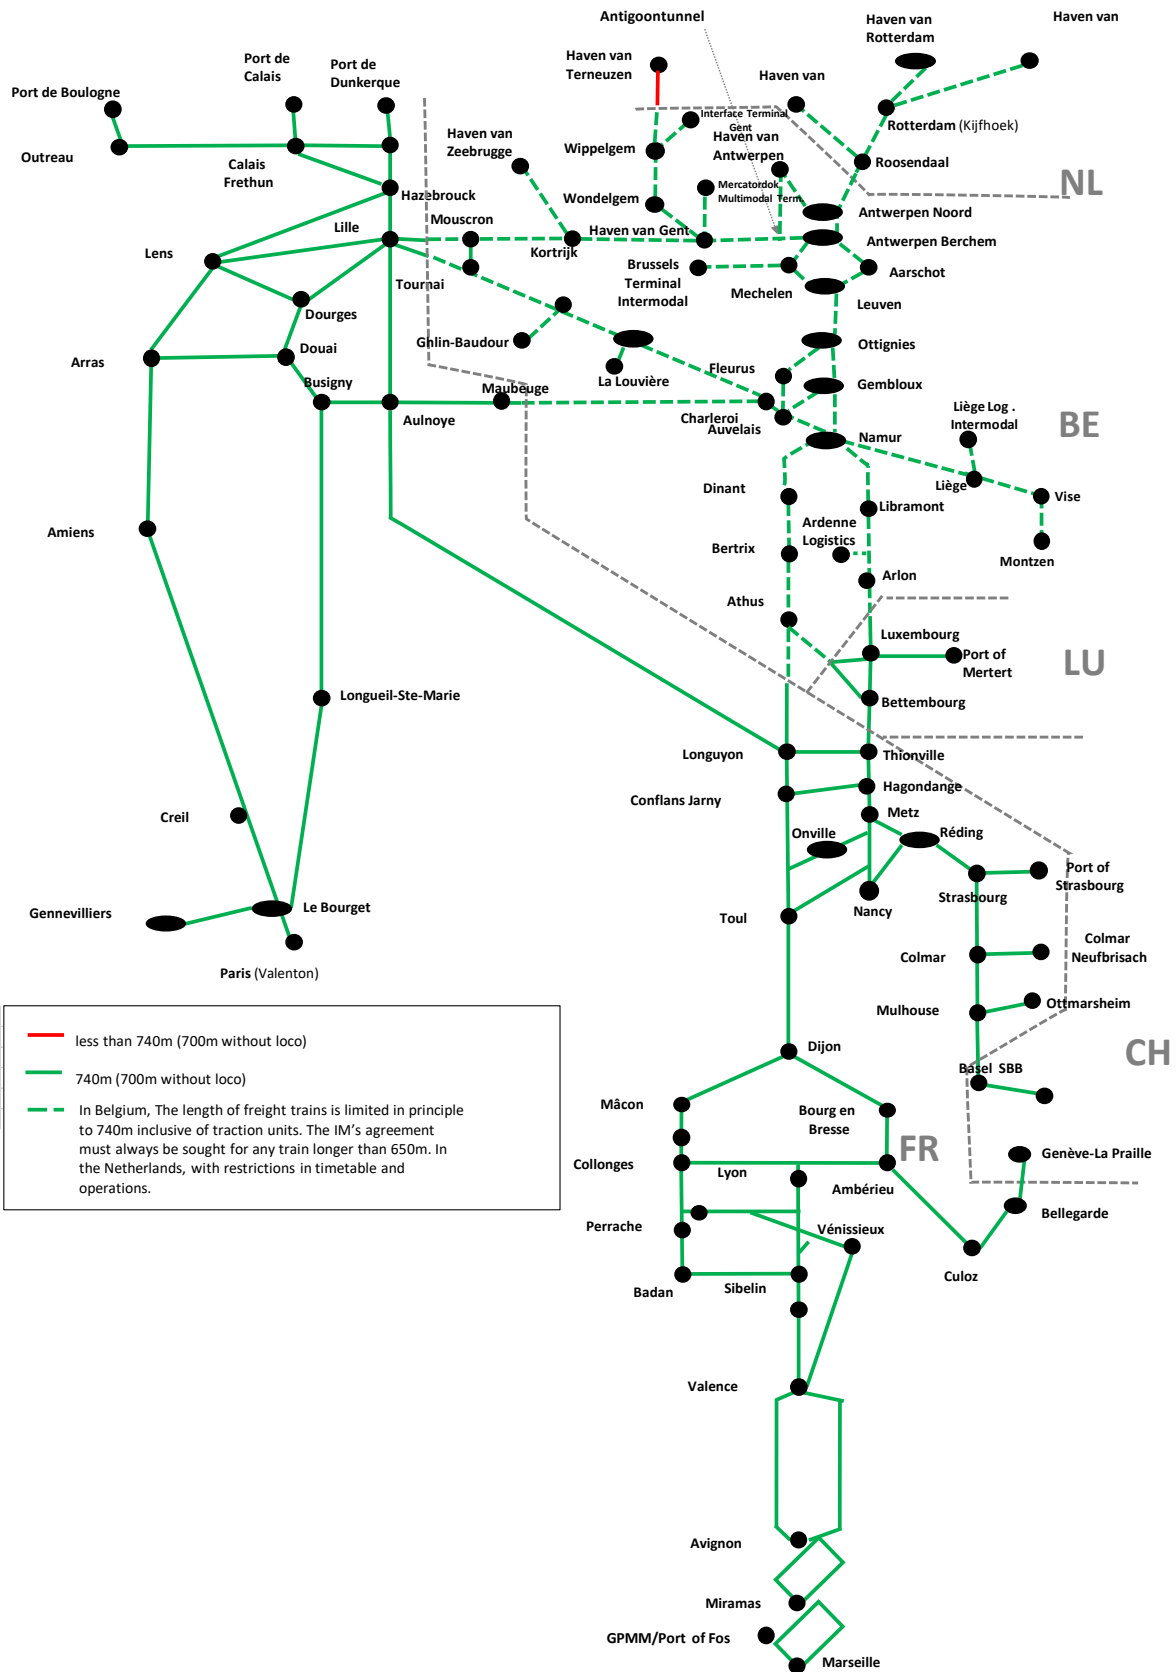 Antigoontunnel
Haven van
Rotterdam
Haven van
Haven van
Terneuzen
Port de
Calais
Port de
Dunkerque
Haven van
Port de Boulogne
Interface Terminal
Gent
Rotterdam (Kijfhoek)
Haven van
Zeebrugge
Wippelgem
Haven van
Antwerpen
Outreau
Calais
Frethun
Roosendaal
NL
Hazebrouck
Mercatordok
Multimodal Term.
Wondelgem
Mouscron
Antwerpen Noord
Lille
Haven van Gent
Antwerpen Berchem
Lens
Kortrijk
Brussels
Terminal
Intermodal
Aarschot
Tournai
Mechelen
Leuven
Dourges
Ghlin-Baudour
Ottignies
Douai
Arras
Fleurus
Busigny
La Louvière
Gembloux
Maubeuge
Liège Log .
Intermodal
Aulnoye
Charleroi
Auvelais
BE
Namur
Dinant
Liège
Vise
Libramont
Amiens
Ardenne
Logistics
Bertrix
Montzen
Arlon
Athus
Luxembourg
LU
Port of
Mertert
Longueil-Ste-Marie
Bettembourg
Longuyon
Thionville
Hagondange
Conflans Jarny
Metz
Creil
Onville
Réding
Port of
Strasbourg
Gennevilliers
Le Bourget
Nancy
Strasbourg
Toul
Colmar
Neufbrisach
Colmar
Paris (Valenton)
Ottmarsheim
Mulhouse
less than 740m (700m without loco)
Dijon
CH
Basel SBB
740m (700m without loco)
In Belgium, The length of freight trains is limited in principle
to 740m inclusive of traction units. The IM's agreement
must always be sought for any train longer than 650m. In
the Netherlands, with restrictions in timetable and
operations.
Mâcon
Bourg en
Bresse
FR
Genève-La Praille
Collonges
Lyon
Ambérieu
Bellegarde
Perrache
Vénissieux
Culoz
Badan
Sibelin
Valence
Avignon
Miramas
GPMM/Port of Fos
Marseille